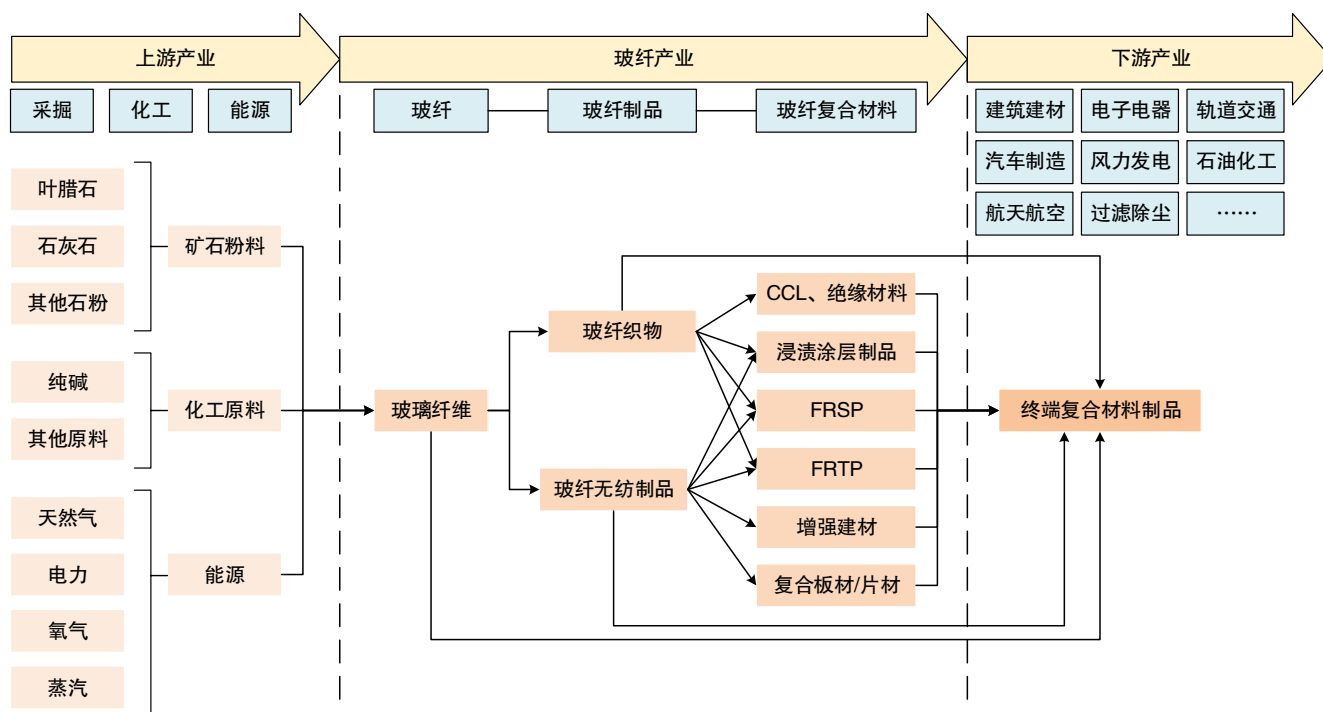 上游产业
玻纤产业
下游产业
采掘
化工
能源
玻纤
玻纤制品
玻纤复合材料
建筑建材
电子电器
轨道交通
汽车制造
风力发电
石油化工
航天航空
过滤除尘
……
叶腊石
石灰石
其他石粉
矿石粉料
纯碱
其他原料
化工原料
天然气
电力
氧气
蒸汽
能源
玻璃纤维
玻纤织物
玻纤无纺制品
CCL、绝缘材料
浸渍涂层制品
FRSP
FRTP
增强建材
复合板材/片材
终端复合材料制品